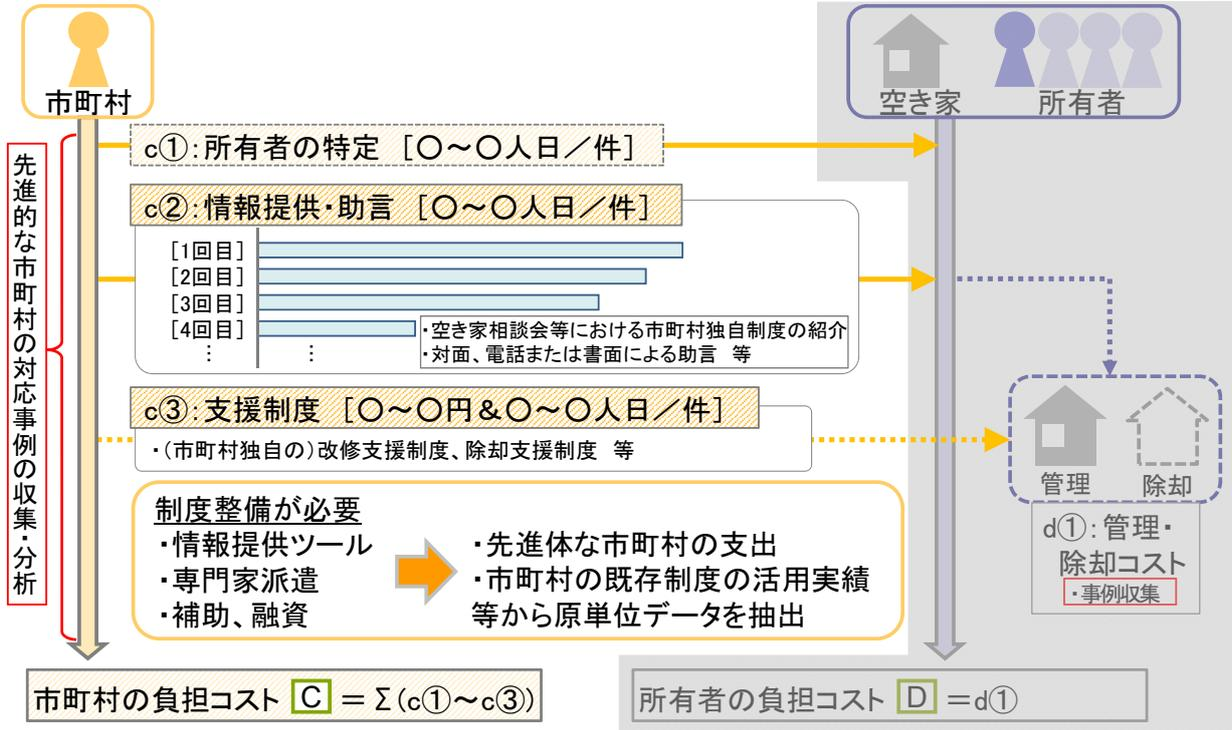 市町村
空き家
所有者
先進的な市町村の対応事例の収集・分析
c①：所有者の特定 ［〇～〇人日／件］
c②：情報提供・助言 ［〇～〇人日／件］
［1回目］
［2回目］
［3回目］
［4回目］
⋮ ⋮
・空き家相談会等における市町村独自制度の紹介
・対面、電話または書面による助言 等
c③：支援制度 ［〇～〇円＆〇～〇人日／件］
・（市町村独自の）改修支援制度、除却支援制度 等
管理
除却
d①：管理・
除却コスト
・事例収集
制度整備が必要
・情報提供ツール
・専門家派遣
・補助、融資
・先進体な市町村の支出
・市町村の既存制度の活用実績
等から原単位データを抽出
市町村の負担コスト C ＝Σ（c①～c③）
所有者の負担コスト D ＝d①